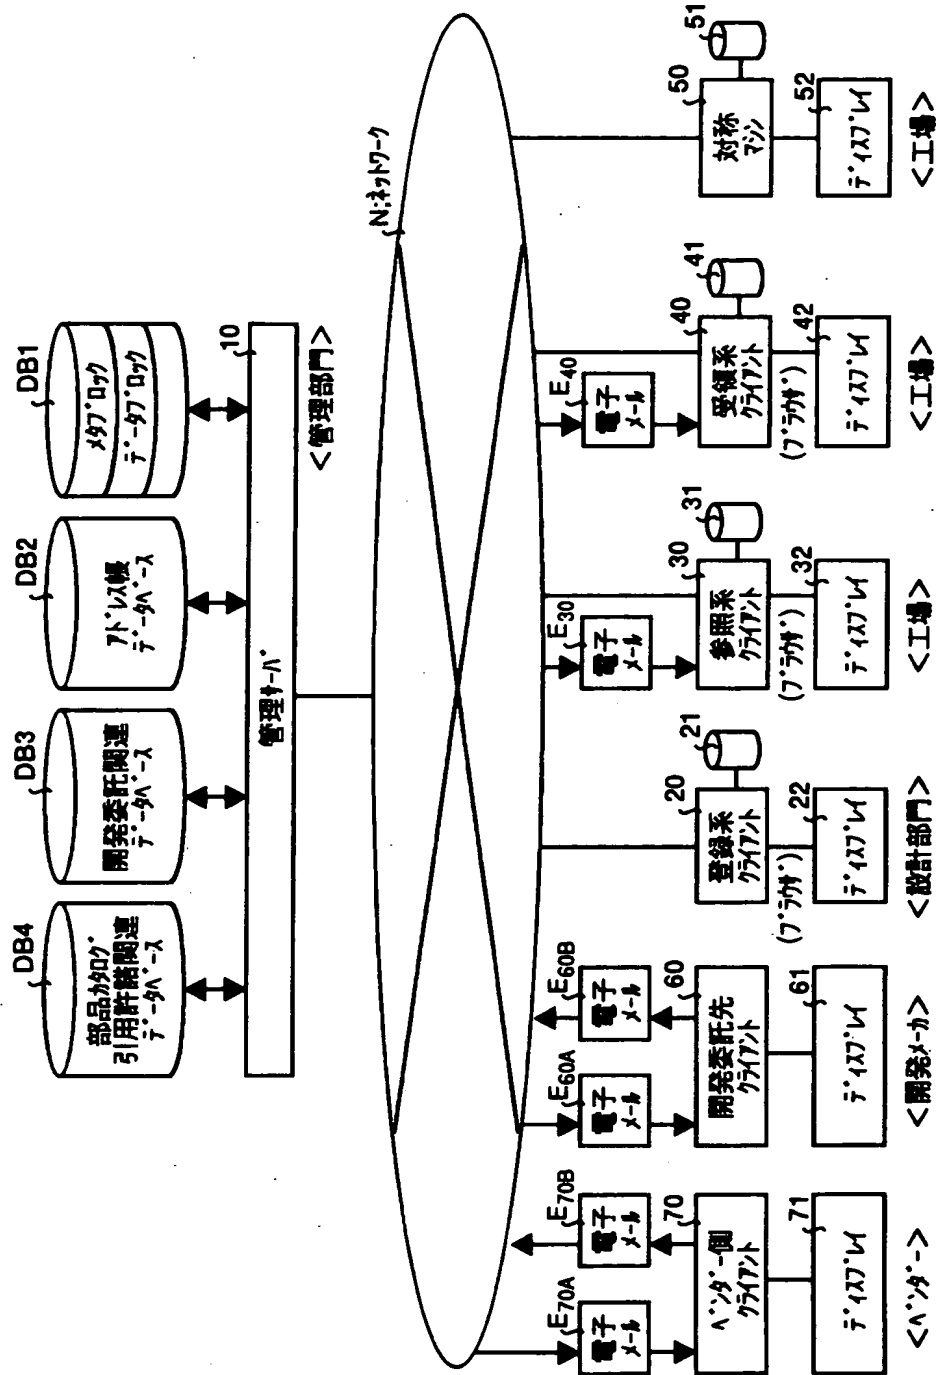 DB4
部品カタログ
引用許諾関連
データベース
DB3
開発委託関連
データベース
DB2
アドレス帳
データベース
DB1
メタブロック
データブロック
管理サーバ
10
<管理部門>
N;ネットワーク
E70A
電子
メール
E70B
電子
メール
E60A
電子
メール
E60B
電子
メール
E30
電子
メール
E40
電子
メール
70
ベンダー側
クライアント
60
開発委託先
クライアント
20
登録系
クライアント
21
30
参照系
クライアント
31
40
受領系
クライアント
41
50
対称
マシン
51
(ブラウザ)
(ブラウザ)
(ブラウザ)
71
ディスプレイ
61
ディスプレイ
22
ディスプレイ
32
ディスプレイ
42
ディスプレイ
52
ディスプレイ
<ベンダー>
<開発メーカ>
<設計部門>
<工場>
<工場>
<工場>